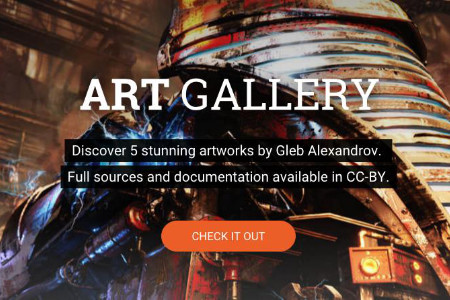 ART GALLERY
Discover 5 stunning artworks by Gleb Alexandrov.
Full sources and documentation available in CC-BY.
CHECK IT OUT